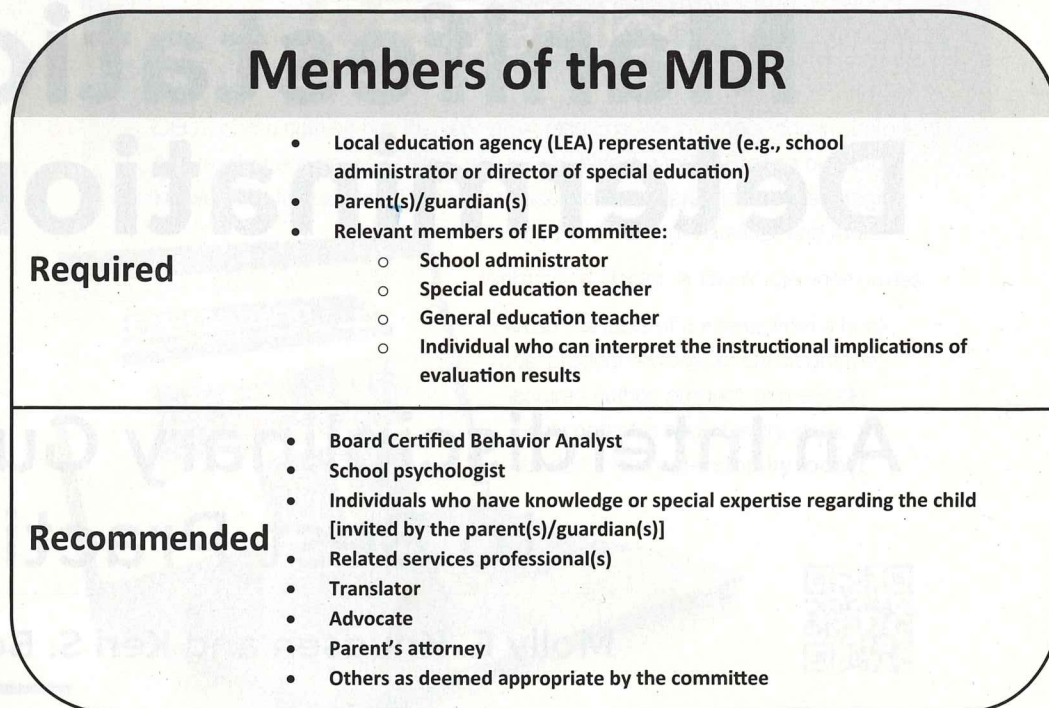 Members of the MDR
Required
• Local education agency (LEA) representative (e.g., school
administrator or director of special education)
• Parent(s)/guardian(s)
• Relevant members of IEP committee:
○ School administrator
○ Special education teacher
○ General education teacher
○ Individual who can interpret the instructional implications of
evaluation results
Recommended
• Board Certified Behavior Analyst
• School psychologist
• Individuals who have knowledge or special expertise regarding the child
[invited by the parent(s)/guardian(s)]
• Related services professional(s)
• Translator
• Advocate
• Parent's attorney
• Others as deemed appropriate by the committee